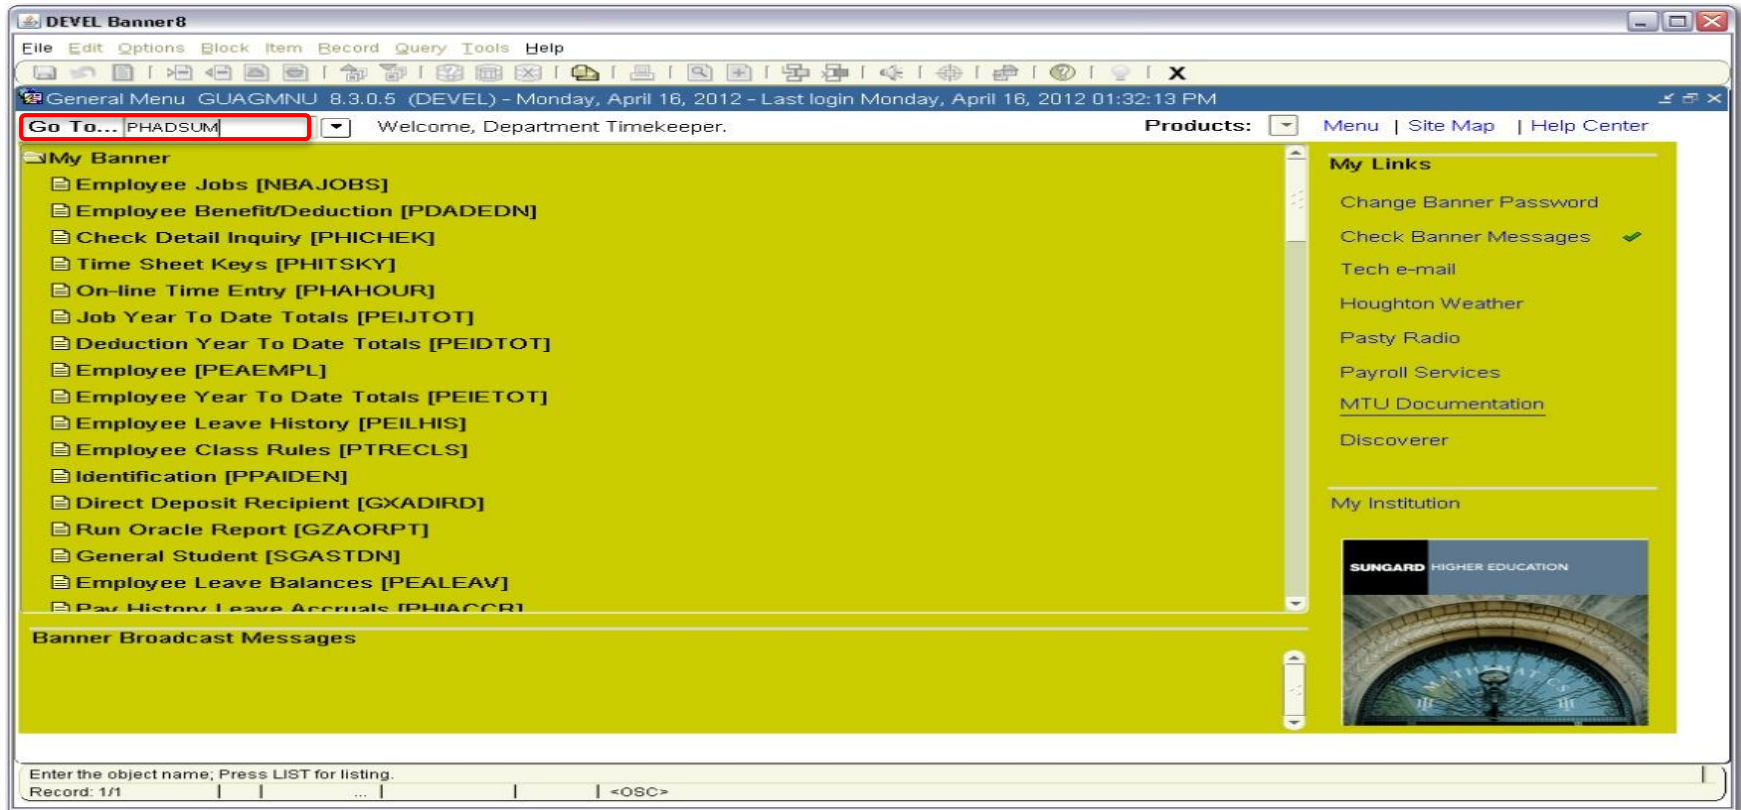 DEVEL Banner8
File Edit Options Block Item Record Query Tools Help
General Menu GUAGMNU 8.3.0.5 (DEVEL) - Monday, April 16, 2012 - Last login Monday, April 16, 2012 01:32:13 PM
Go To... PHADSUM Welcome, Department Timekeeper. Products: Menu | Site Map | Help Center
My Banner
Employee Jobs [NBAJOBS]
Employee Benefit/Deduction [PDADEDN]
Check Detail Inquiry [PHICHEK]
Time Sheet Keys [PHITSKY]
On-line Time Entry [PHAHOUR]
Job Year To Date Totals [PEIJTOT]
Deduction Year To Date Totals [PEIDTOT]
Employee [PEAEMPL]
Employee Year To Date Totals [PEIETOT]
Employee Leave History [PEILHIS]
Employee Class Rules [PTRECLS]
Identification [PPAIDEN]
Direct Deposit Recipient [GXADIRD]
Run Oracle Report [GZAORPT]
General Student [SGASTDN]
Employee Leave Balances [PEALEAV]
Pay History Leave Accruals [PHIACCR]
My Links
Change Banner Password
Check Banner Messages
Tech e-mail
Houghton Weather
Pasty Radio
Payroll Services
MTU Documentation
Discoverer
My Institution
SUNGARD HIGHER EDUCATION
MATHEMATICS
Banner Broadcast Messages
Enter the object name; Press LIST for listing.
Record: 1/1 ... <OSC>